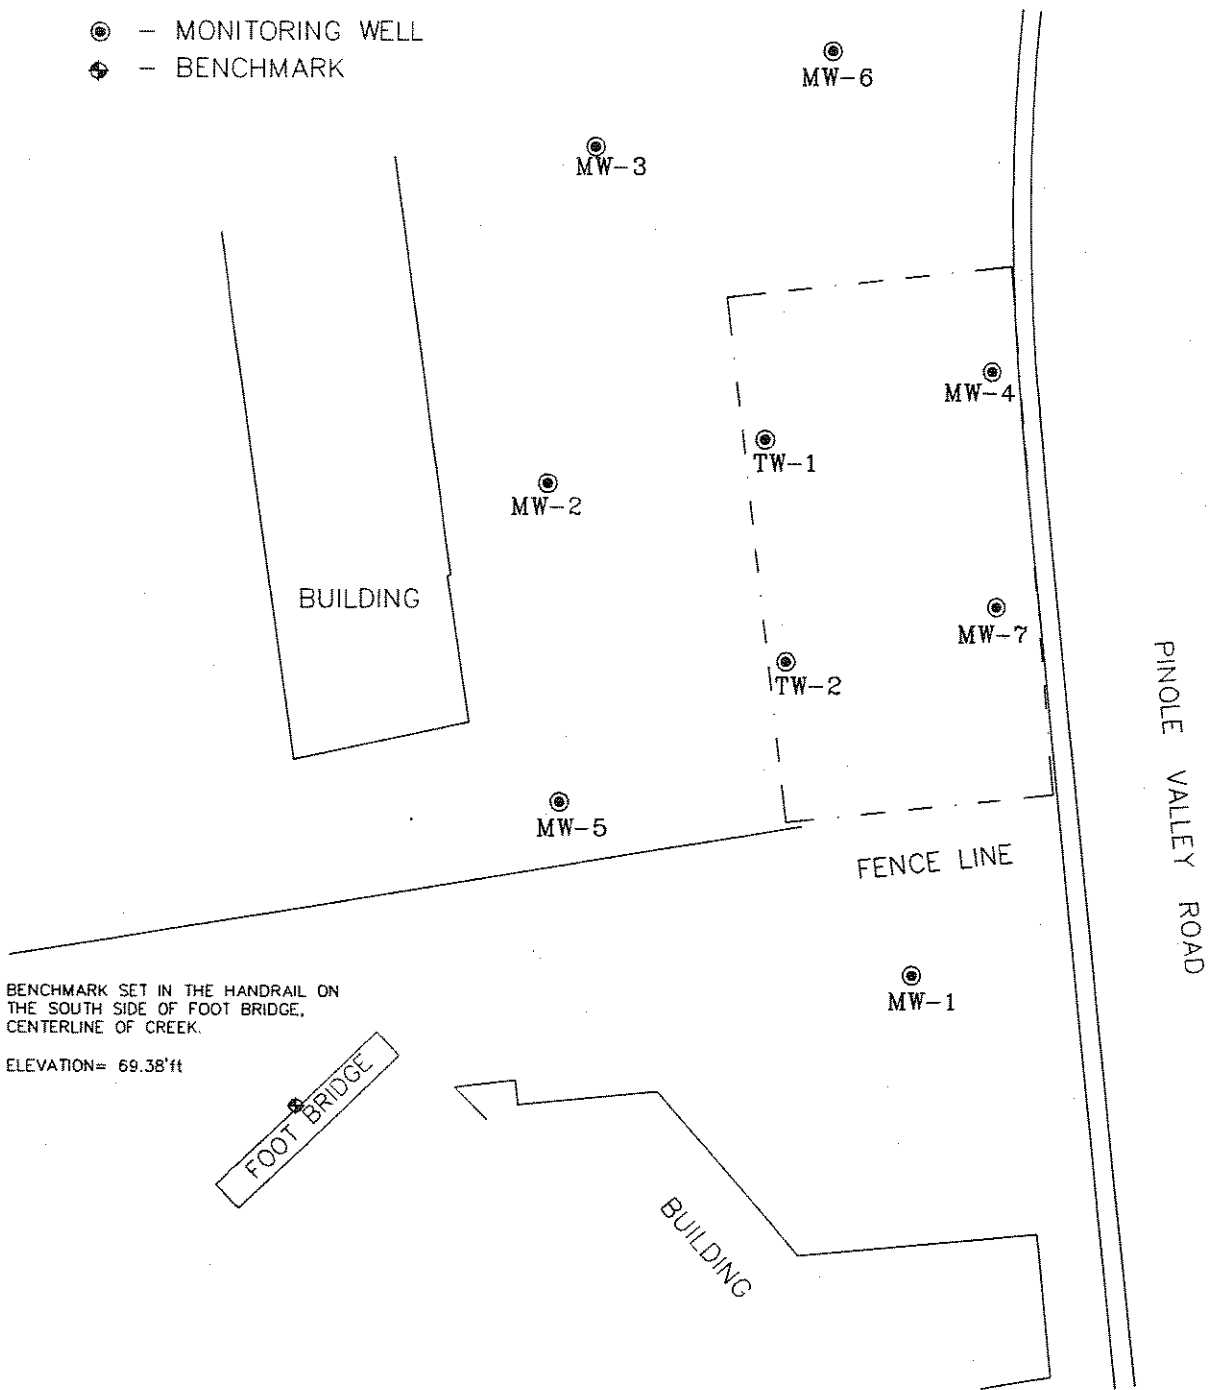 - MONITORING WELL
- BENCHMARK
MW-6
MW-3
MW-4
TW-1
MW-2
BUILDING
MW-7
TW-2
PINOLE VALLEY ROAD
MW-5
FENCE LINE
MW-1
BENCHMARK SET IN THE HANDRAIL ON
THE SOUTH SIDE OF FOOT BRIDGE,
CENTERLINE OF CREEK.
ELEVATION= 69.38'ft
FOOT BRIDGE
BUILDING